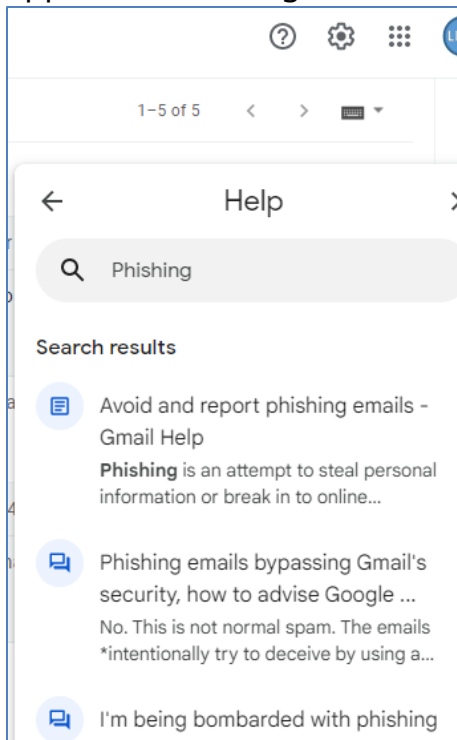 1–5 of 5
Help
Phishing
Search results
Avoid and report phishing emails -
Gmail Help
Phishing is an attempt to steal personal
information or break in to online...
Phishing emails bypassing Gmail's
security, how to advise Google ...
No. This is not normal spam. The emails
*intentionally try to deceive by using a...
I'm being bombarded with phishing